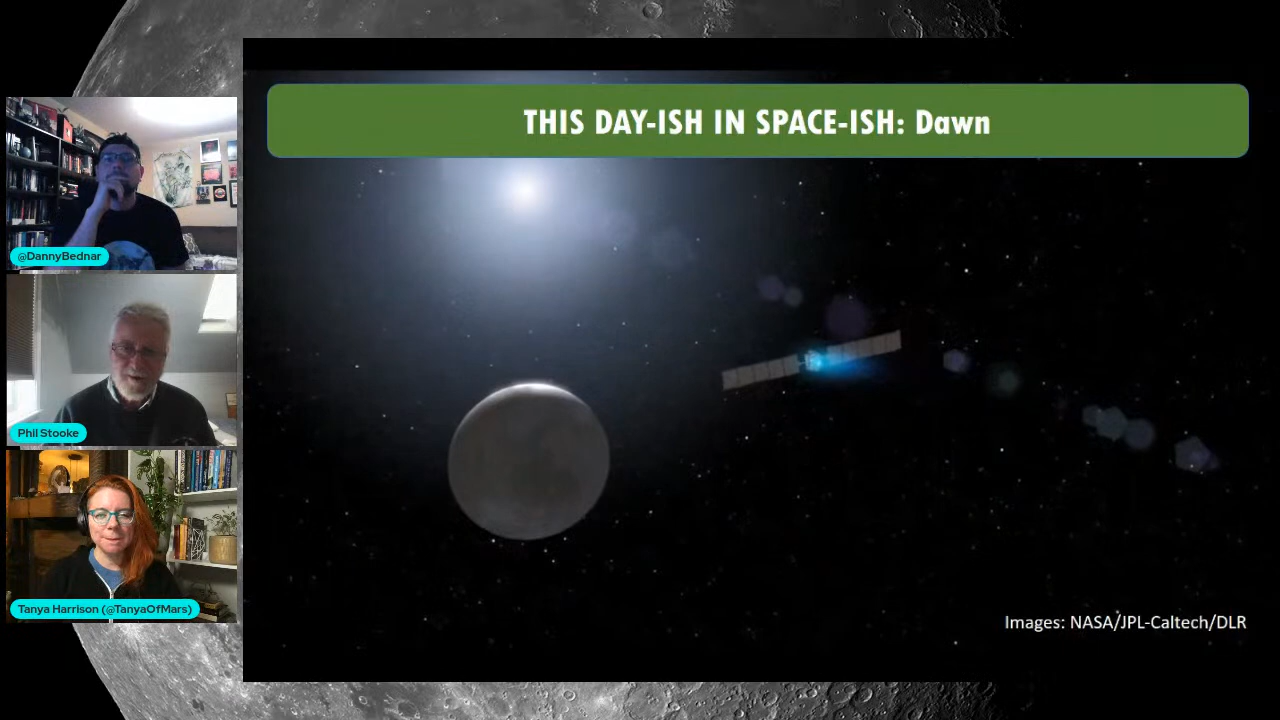 THIS DAY-ISH IN SPACE-ISH: Dawn
@DannyBednar
Phil Stooke
Tanya Harrison (@TanyaOfMars)
Images: NASA/JPL-Caltech/DLR